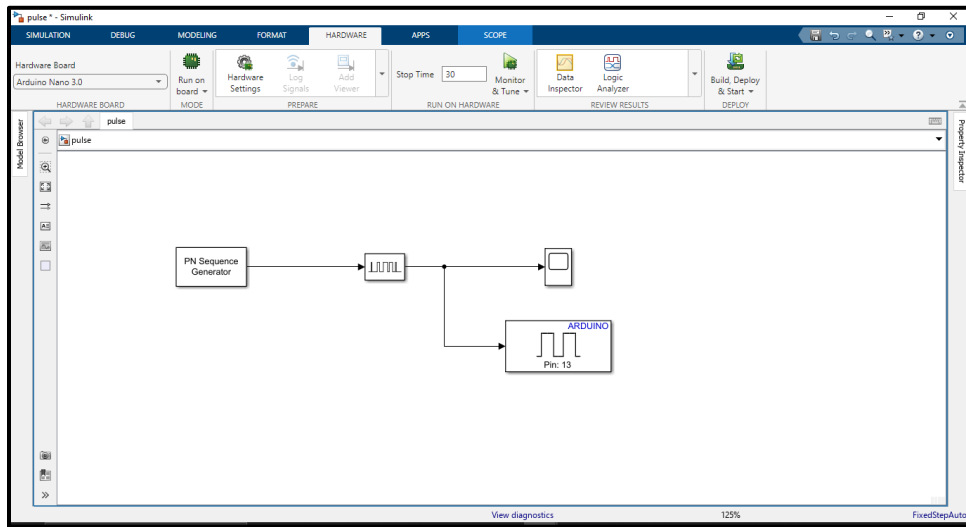 pulse * - Simulink
SIMULATION DEBUG MODELING FORMAT HARDWARE APPS SCOPE
Hardware Board
Arduino Nano 3.0
Run on
board
Hardware
Settings
Log
Signals
Add
Viewer
Stop Time 30
Monitor
& Tune
Data
Inspector
Logic
Analyzer
Build, Deploy
& Start
HARDWARE BOARD MODE PREPARE RUN ON HARDWARE REVIEW RESULTS DEPLOY
Model Browser
pulse
pulse
Property Inspector
PN Sequence
Generator
ARDUINO
Pin: 13
View diagnostics 125% FixedStepAuto